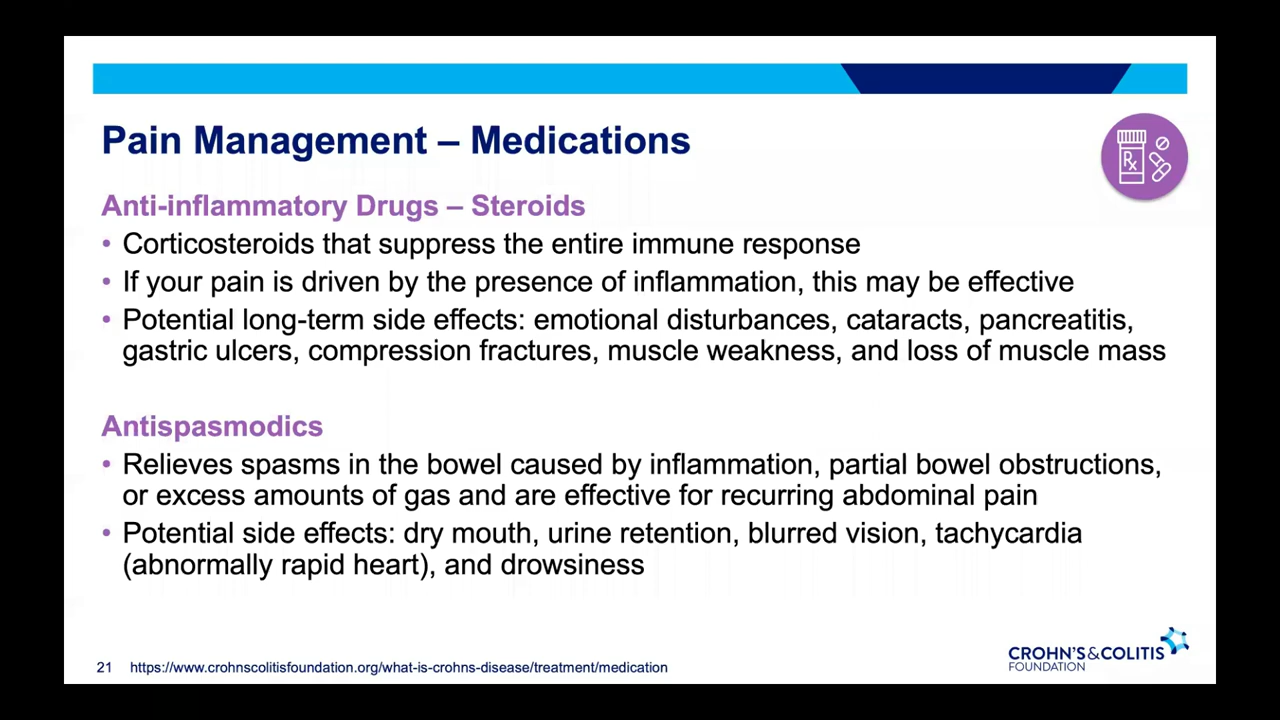 Pain Management – Medications
Rx
Anti-inflammatory Drugs – Steroids
• Corticosteroids that suppress the entire immune response
• If your pain is driven by the presence of inflammation, this may be effective
• Potential long-term side effects: emotional disturbances, cataracts, pancreatitis,
gastric ulcers, compression fractures, muscle weakness, and loss of muscle mass
Antispasmodics
• Relieves spasms in the bowel caused by inflammation, partial bowel obstructions,
or excess amounts of gas and are effective for recurring abdominal pain
• Potential side effects: dry mouth, urine retention, blurred vision, tachycardia
(abnormally rapid heart), and drowsiness
21 https://www.crohnscolitisfoundation.org/what-is-crohns-disease/treatment/medication
CROHN'S&COLITIS
FOUNDATION